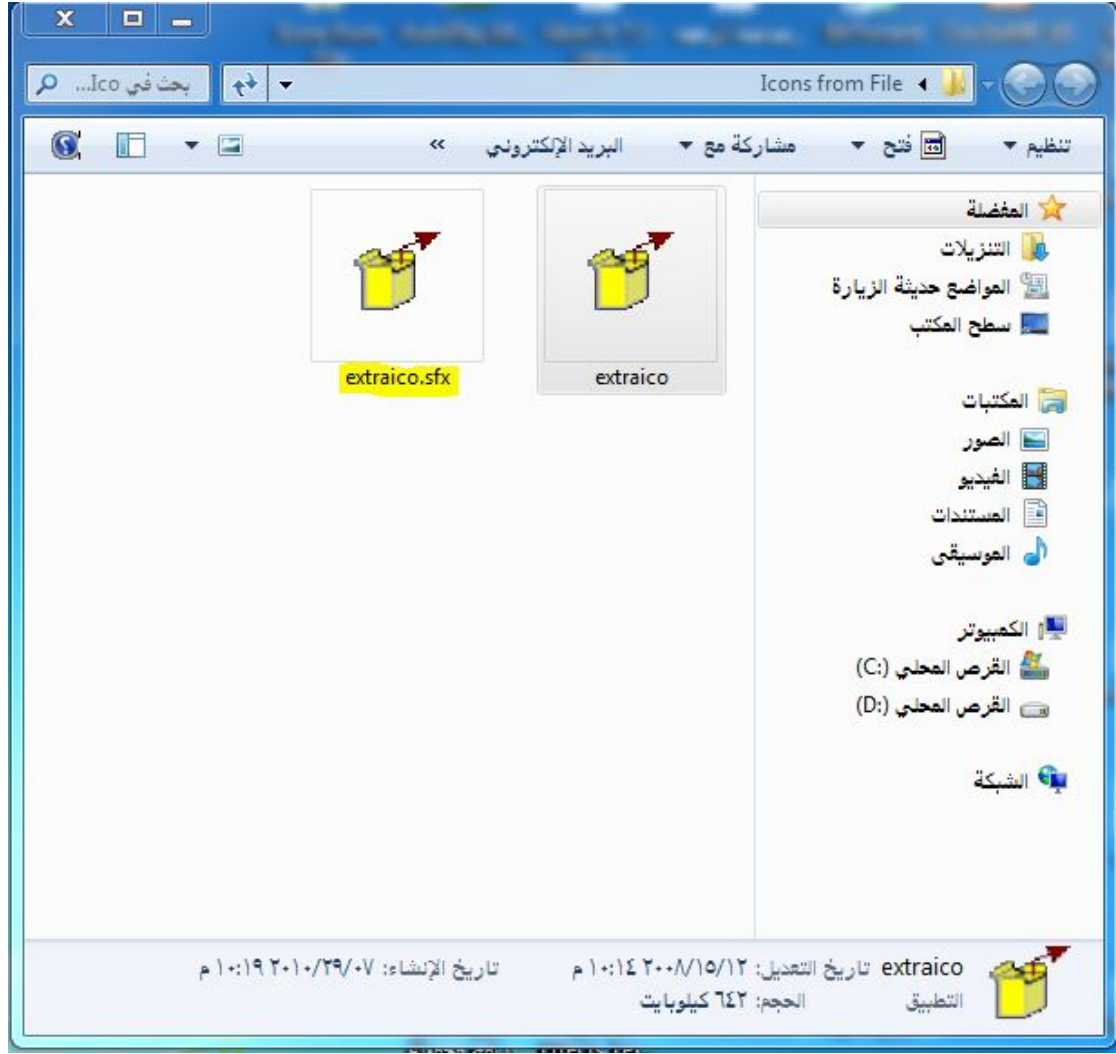 Icons from File
بحث في Ico...
تنظيم
فتح
مشاركة مع
البريد الإلكتروني
»
المفضلة
التنزيلات
المواضع حديثة الزيارة
سطح المكتب
المكتبات
الصور
الفيديو
المستندات
الموسيقى
الكمبيوتر
القرص المحلي (C:)
القرص المحلي (D:)
الشبكة
extraico
extraico.sfx
extraico تاريخ التعديل: ٢٠٠٨/١٥/١٢ ١٠:١٤ م تاريخ الإنشاء: ٢٠١٠/٢٩/٠٧ ١٠:١٩ م
التطبيق الحجم: ٦٤٢ كيلوبايت